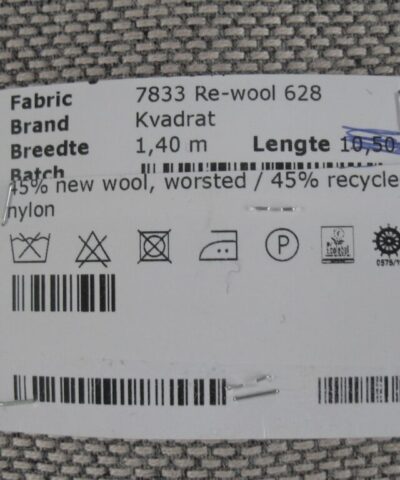 Fabric 7833 Re-wool 628
Brand Kvadrat
Breedte 1,40 m Lengte 10,50
Batch
45% new wool, worsted / 45% recycle
nylon
P